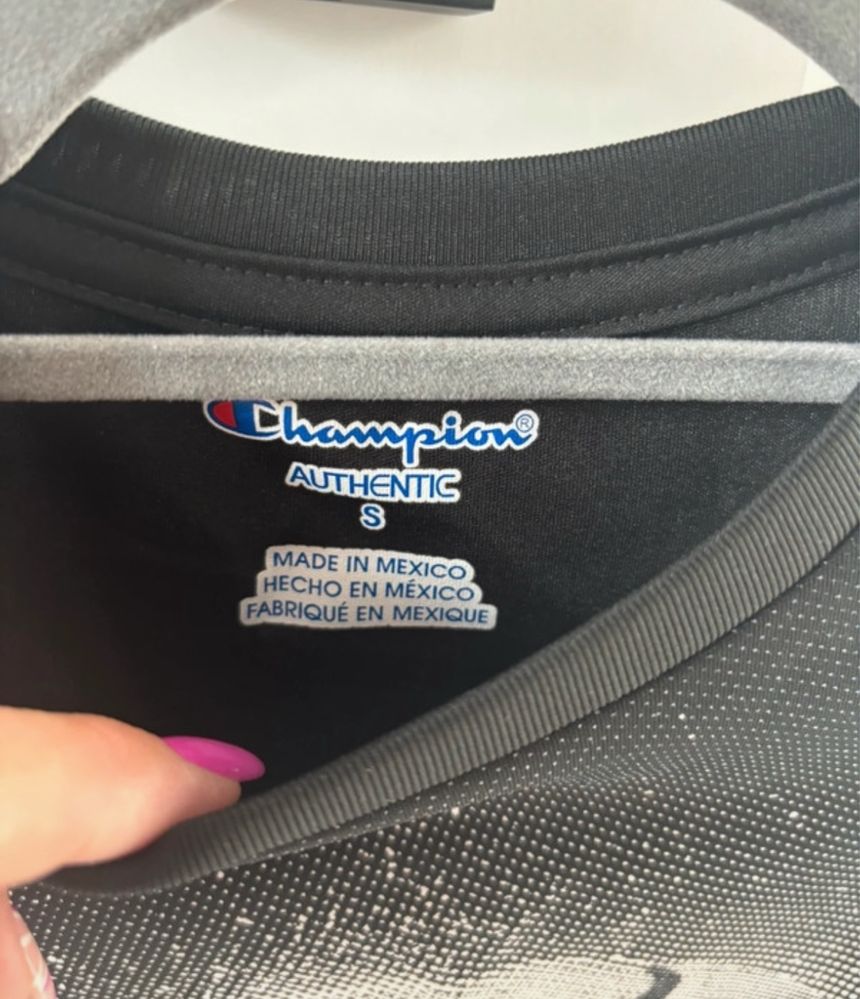 Champion®
AUTHENTIC
S
MADE IN MEXICO
HECHO EN MÉXICO
FABRIQUÉ EN MEXIQUE